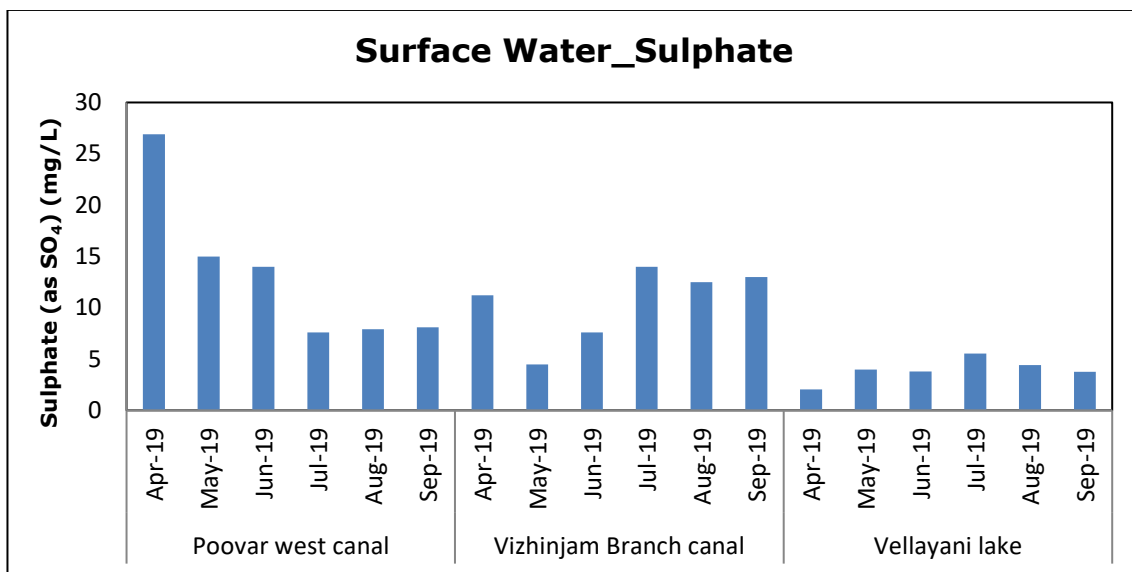 Surface Water_Sulphate
Sulphate (as SO₄) (mg/L)
30
25
20
15
10
5
0
Apr-19
May-19
Jun-19
Jul-19
Aug-19
Sep-19
Apr-19
May-19
Jun-19
Jul-19
Aug-19
Sep-19
Apr-19
May-19
Jun-19
Jul-19
Aug-19
Sep-19
Poovar west canal
Vizhinjam Branch canal
Vellayani lake